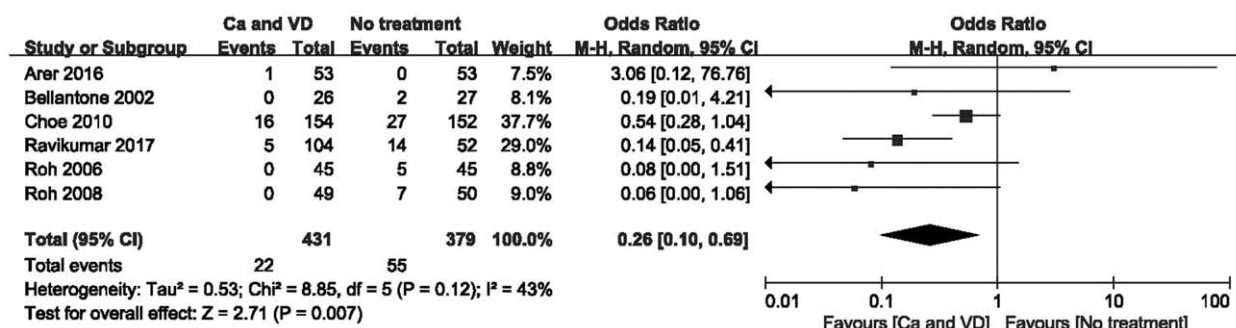 Ca and VD No treatment Odds Ratio Odds Ratio
Study or Subgroup Events Total Events Total Weight M-H, Random, 95% CI M-H, Random, 95% CI
Arer 2016 1 53 0 53 7.5% 3.06 [0.12, 76.76]
Bellantone 2002 0 26 2 27 8.1% 0.19 [0.01, 4.21]
Choe 2010 16 154 27 152 37.7% 0.54 [0.28, 1.04]
Ravikumar 2017 5 104 14 52 29.0% 0.14 [0.05, 0.41]
Roh 2006 0 45 5 45 8.8% 0.08 [0.00, 1.51]
Roh 2008 0 49 7 50 9.0% 0.06 [0.00, 1.06]
Total (95% CI) 431 379 100.0% 0.26 [0.10, 0.69]
Total events 22 55
Heterogeneity: Tau² = 0.53; Chi² = 8.85, df = 5 (P = 0.12); I² = 43%
Test for overall effect: Z = 2.71 (P = 0.007)
0.01 0.1 1 10 100
Favours [Ca and VD] Favours [No treatment]